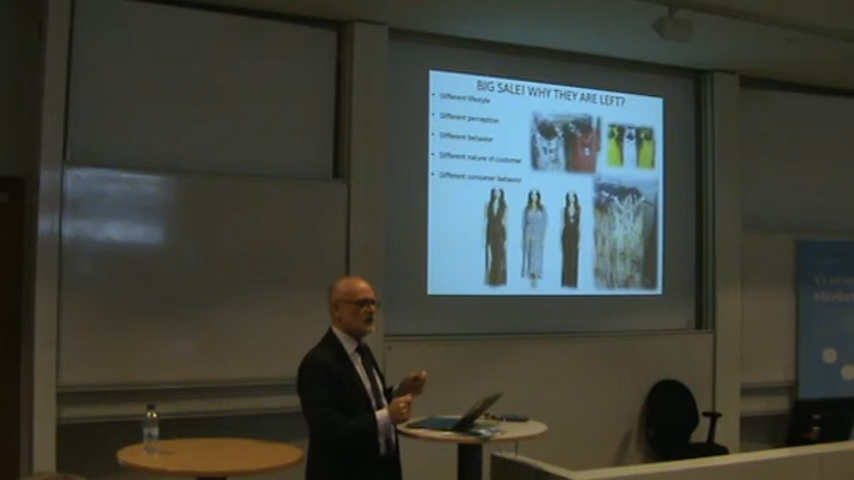 BIG SALE! WHY THEY ARE LEFT?
• Different lifestyle
• Different perception
• Different behavior
• Different nature of customer
• Different consumer behavior